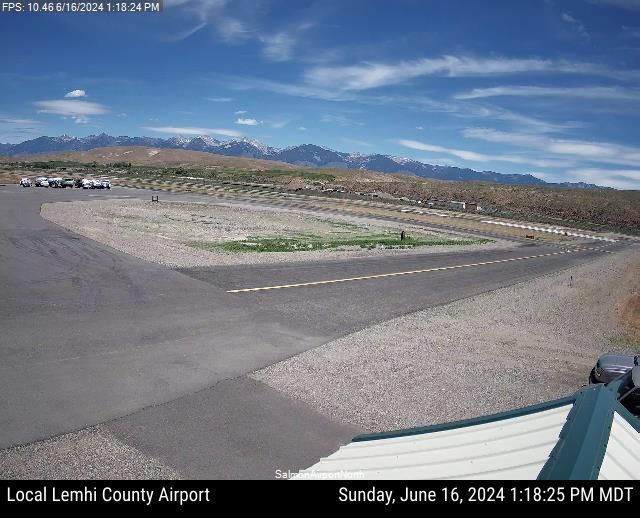 FPS: 10.46 6/16/2024 1:18:24 PM
SalmonAirportNorth
Local Lemhi County Airport
Sunday, June 16, 2024 1:18:25 PM MDT